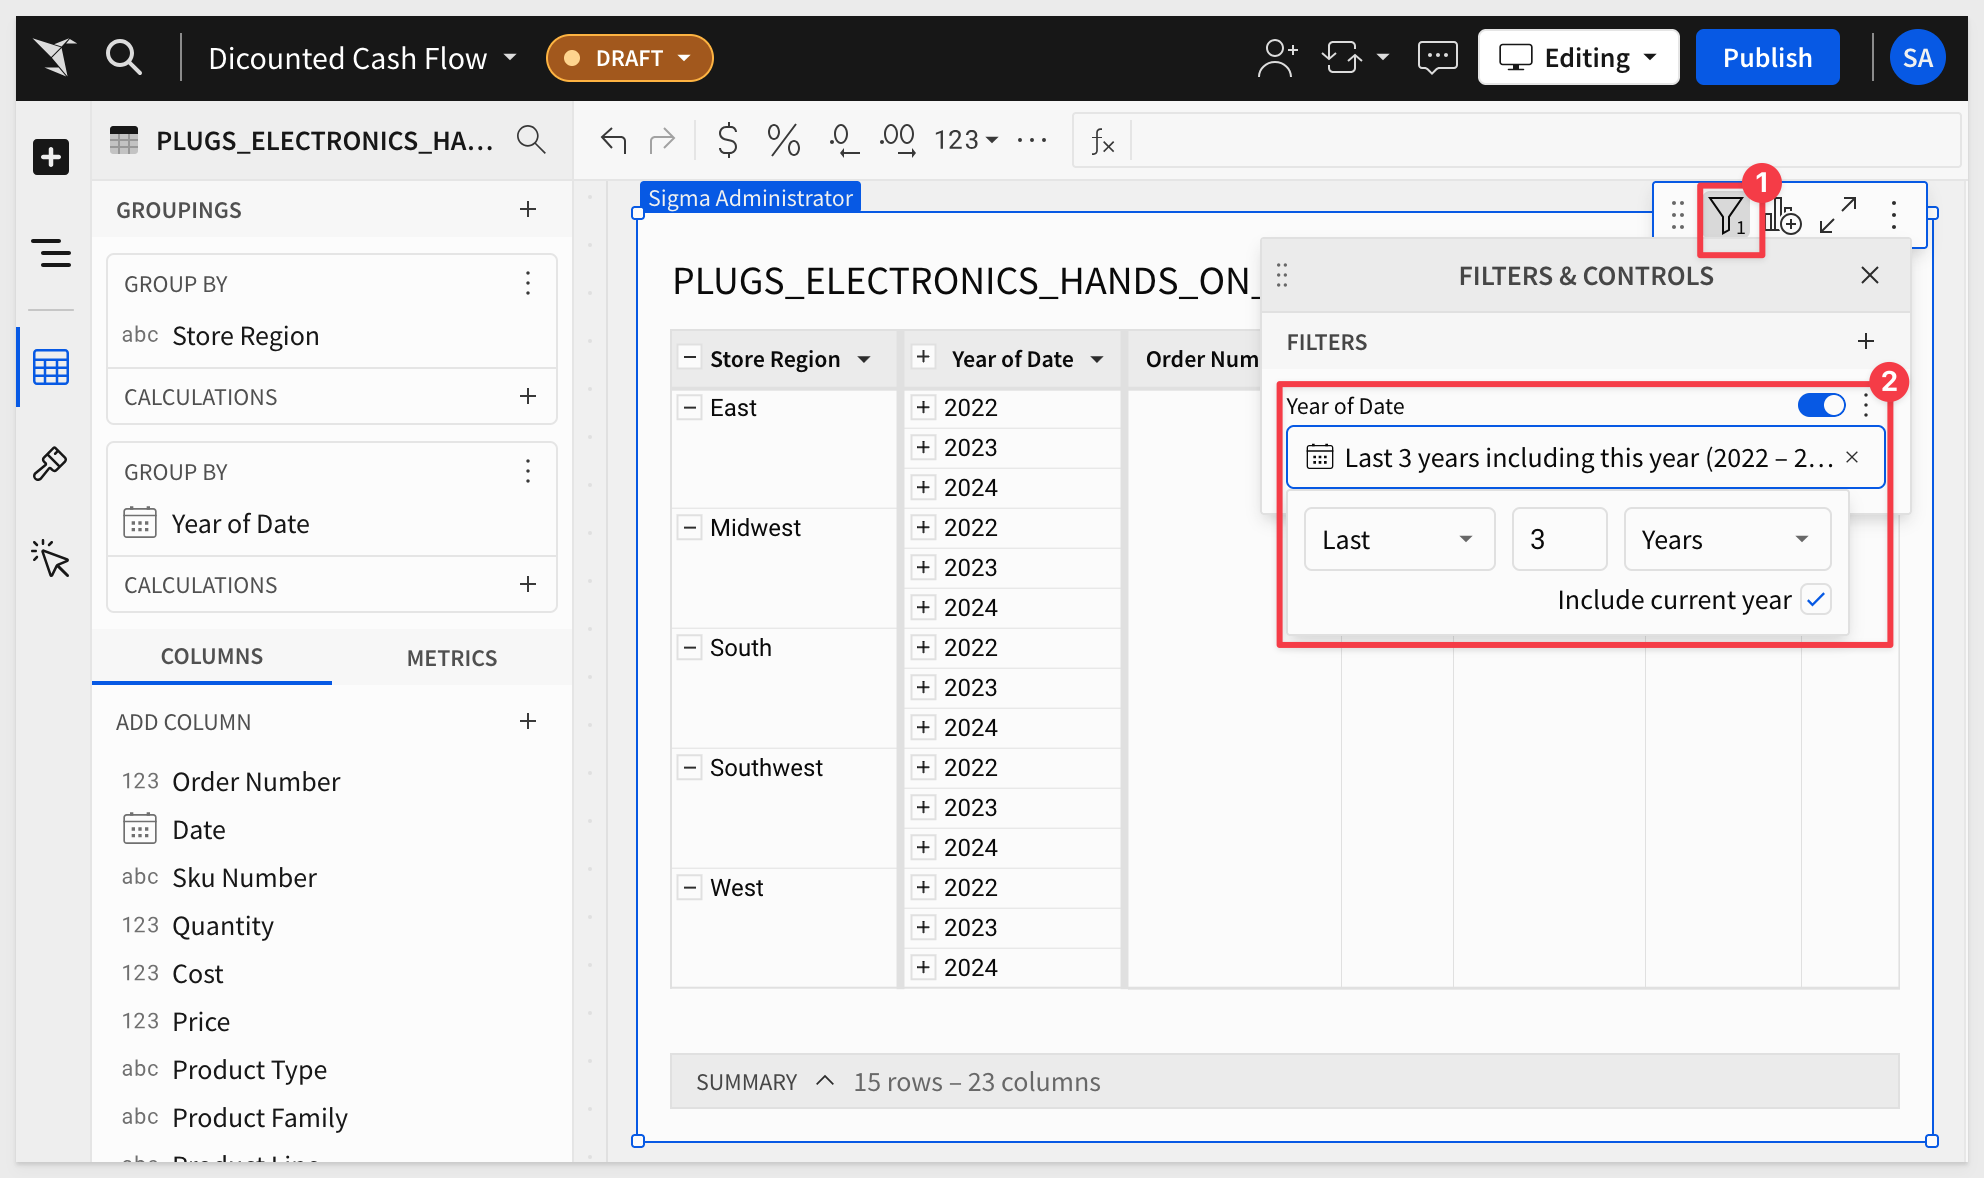 Dicounted Cash Flow
DRAFT
Editing
Publish
SA
PLUGS_ELECTRONICS_HA...
$ % .0 .00 123 ...
fx
GROUPINGS
GROUP BY
abc Store Region
CALCULATIONS
GROUP BY
Year of Date
CALCULATIONS
COLUMNS METRICS
ADD COLUMN
123 Order Number
Date
abc Sku Number
123 Quantity
123 Cost
123 Price
abc Product Type
abc Product Family
Sigma Administrator
1
1
PLUGS_ELECTRONICS_HANDS_ON_
Store Region Year of Date Order Num
East 2022
2023
2024
Midwest 2022
2023
2024
South 2022
2023
2024
Southwest 2022
2023
2024
West 2022
2023
2024
SUMMARY 15 rows – 23 columns
FILTERS & CONTROLS
FILTERS
2
Year of Date
Last 3 years including this year (2022 – 2...
Last 3 Years
Include current year